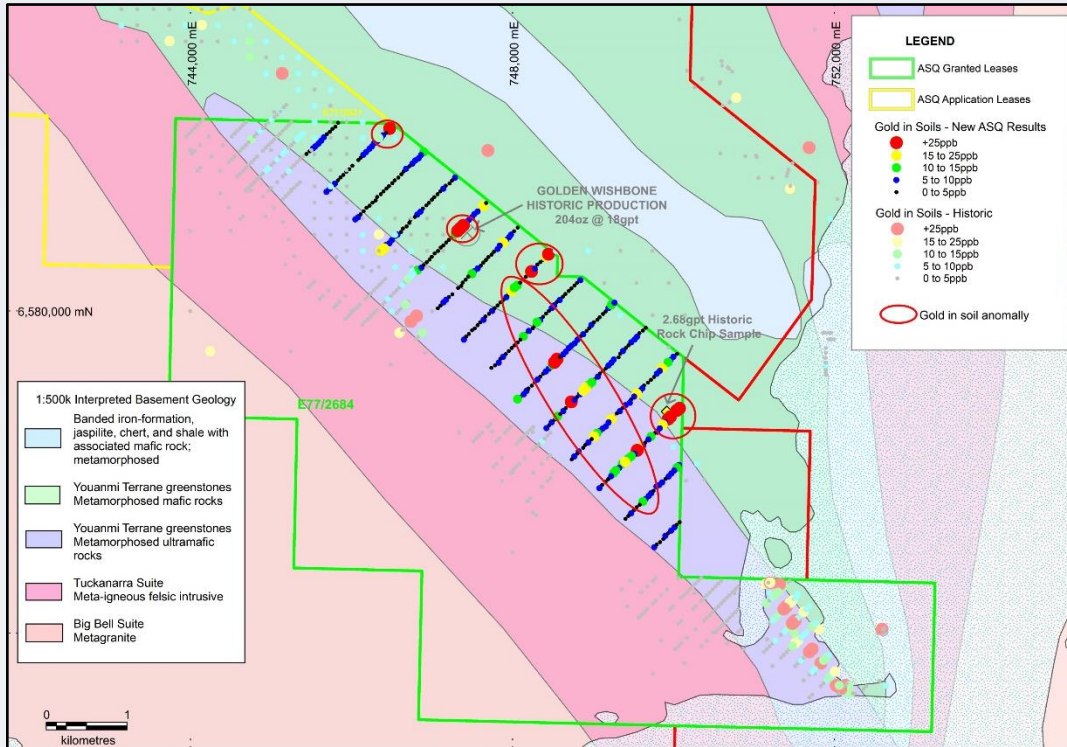 744,000 mE
748,000 mE
752,000 mE
6,580,000 mN
GOLDEN WISHBONE
HISTORIC PRODUCTION
204oz @ 18gpt
2.68gpt Historic
Rock Chip Sample
E77/2684
LEGEND
ASQ Granted Leases
ASQ Application Leases
Gold in Soils - New ASQ Results
+25ppb
15 to 25ppb
10 to 15ppb
5 to 10ppb
0 to 5ppb
Gold in Soils - Historic
+25ppb
15 to 25ppb
10 to 15ppb
5 to 10ppb
0 to 5ppb
Gold in soil anomally
1:500k Interpreted Basement Geology
Banded iron-formation,
jaspilite, chert, and shale with
associated mafic rock;
metamorphosed
Youanmi Terrane greenstones
Metamorphosed mafic rocks
Youanmi Terrane greenstones
Metamorphosed ultramafic
rocks
Tuckanarra Suite
Meta-igneous felsic intrusive
Big Bell Suite
Metagranite
0 1
kilometres